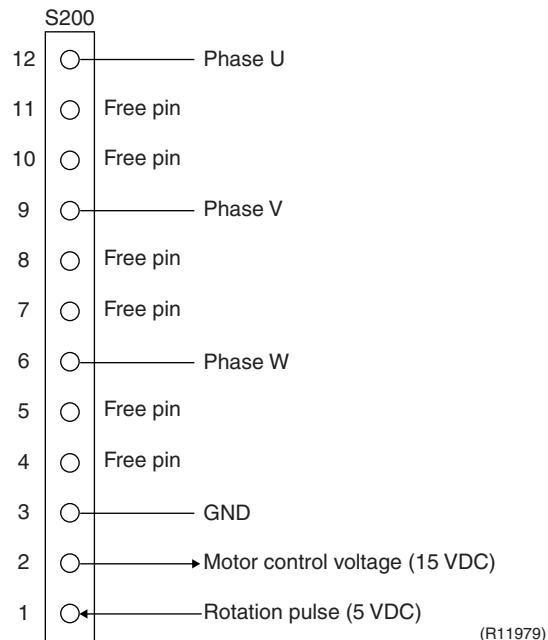 S200
12 Phase U
11 Free pin
10 Free pin
9 Phase V
8 Free pin
7 Free pin
6 Phase W
5 Free pin
4 Free pin
3 GND
2 Motor control voltage (15 VDC)
1 Rotation pulse (5 VDC)
(R11979)